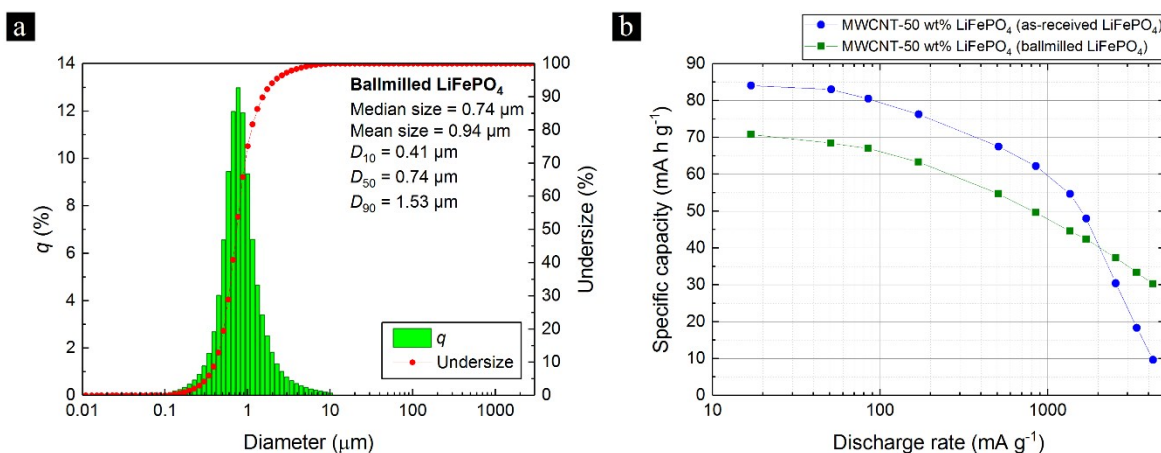 a
14
12
10
8
6
4
2
0
q (%)
0.01
0.1
1
10
100
1000
Diameter (μm)
100
90
80
70
60
50
40
30
20
10
0
Undersize (%)
Ballmilled LiFePO₄
Median size = 0.74 μm
Mean size = 0.94 μm
D₁₀ = 0.41 μm
D₅₀ = 0.74 μm
D₉₀ = 1.53 μm
q
Undersize
b
MWCNT-50 wt% LiFePO₄ (as-received LiFePO₄)
MWCNT-50 wt% LiFePO₄ (ballmilled LiFePO₄)
90
80
70
60
50
40
30
20
10
0
Specific capacity (mA h g⁻¹)
10
100
1000
Discharge rate (mA g⁻¹)